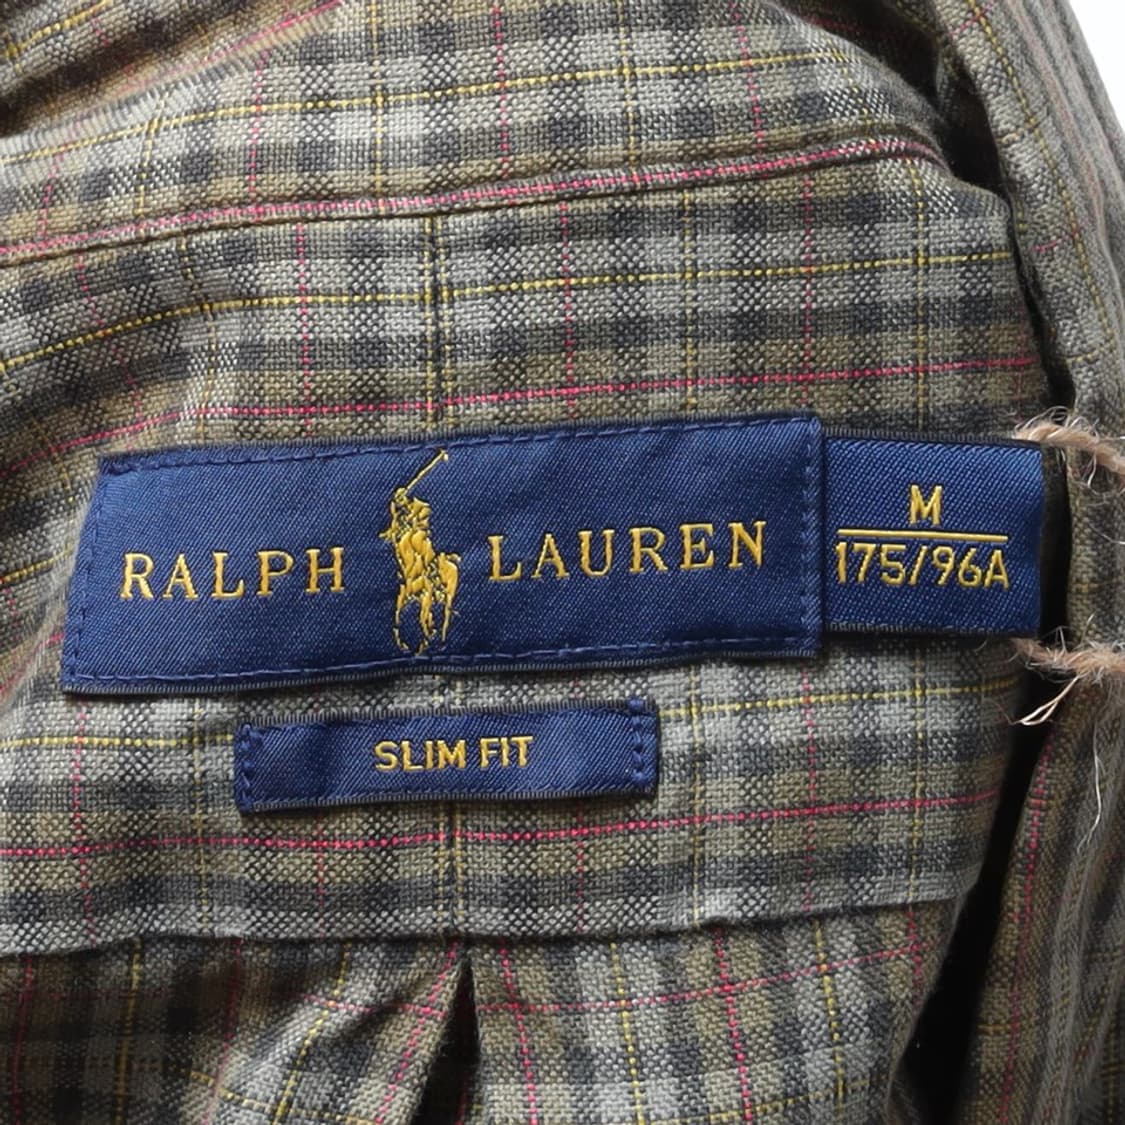 RALPH LAUREN
M
175/96A
SLIM FIT